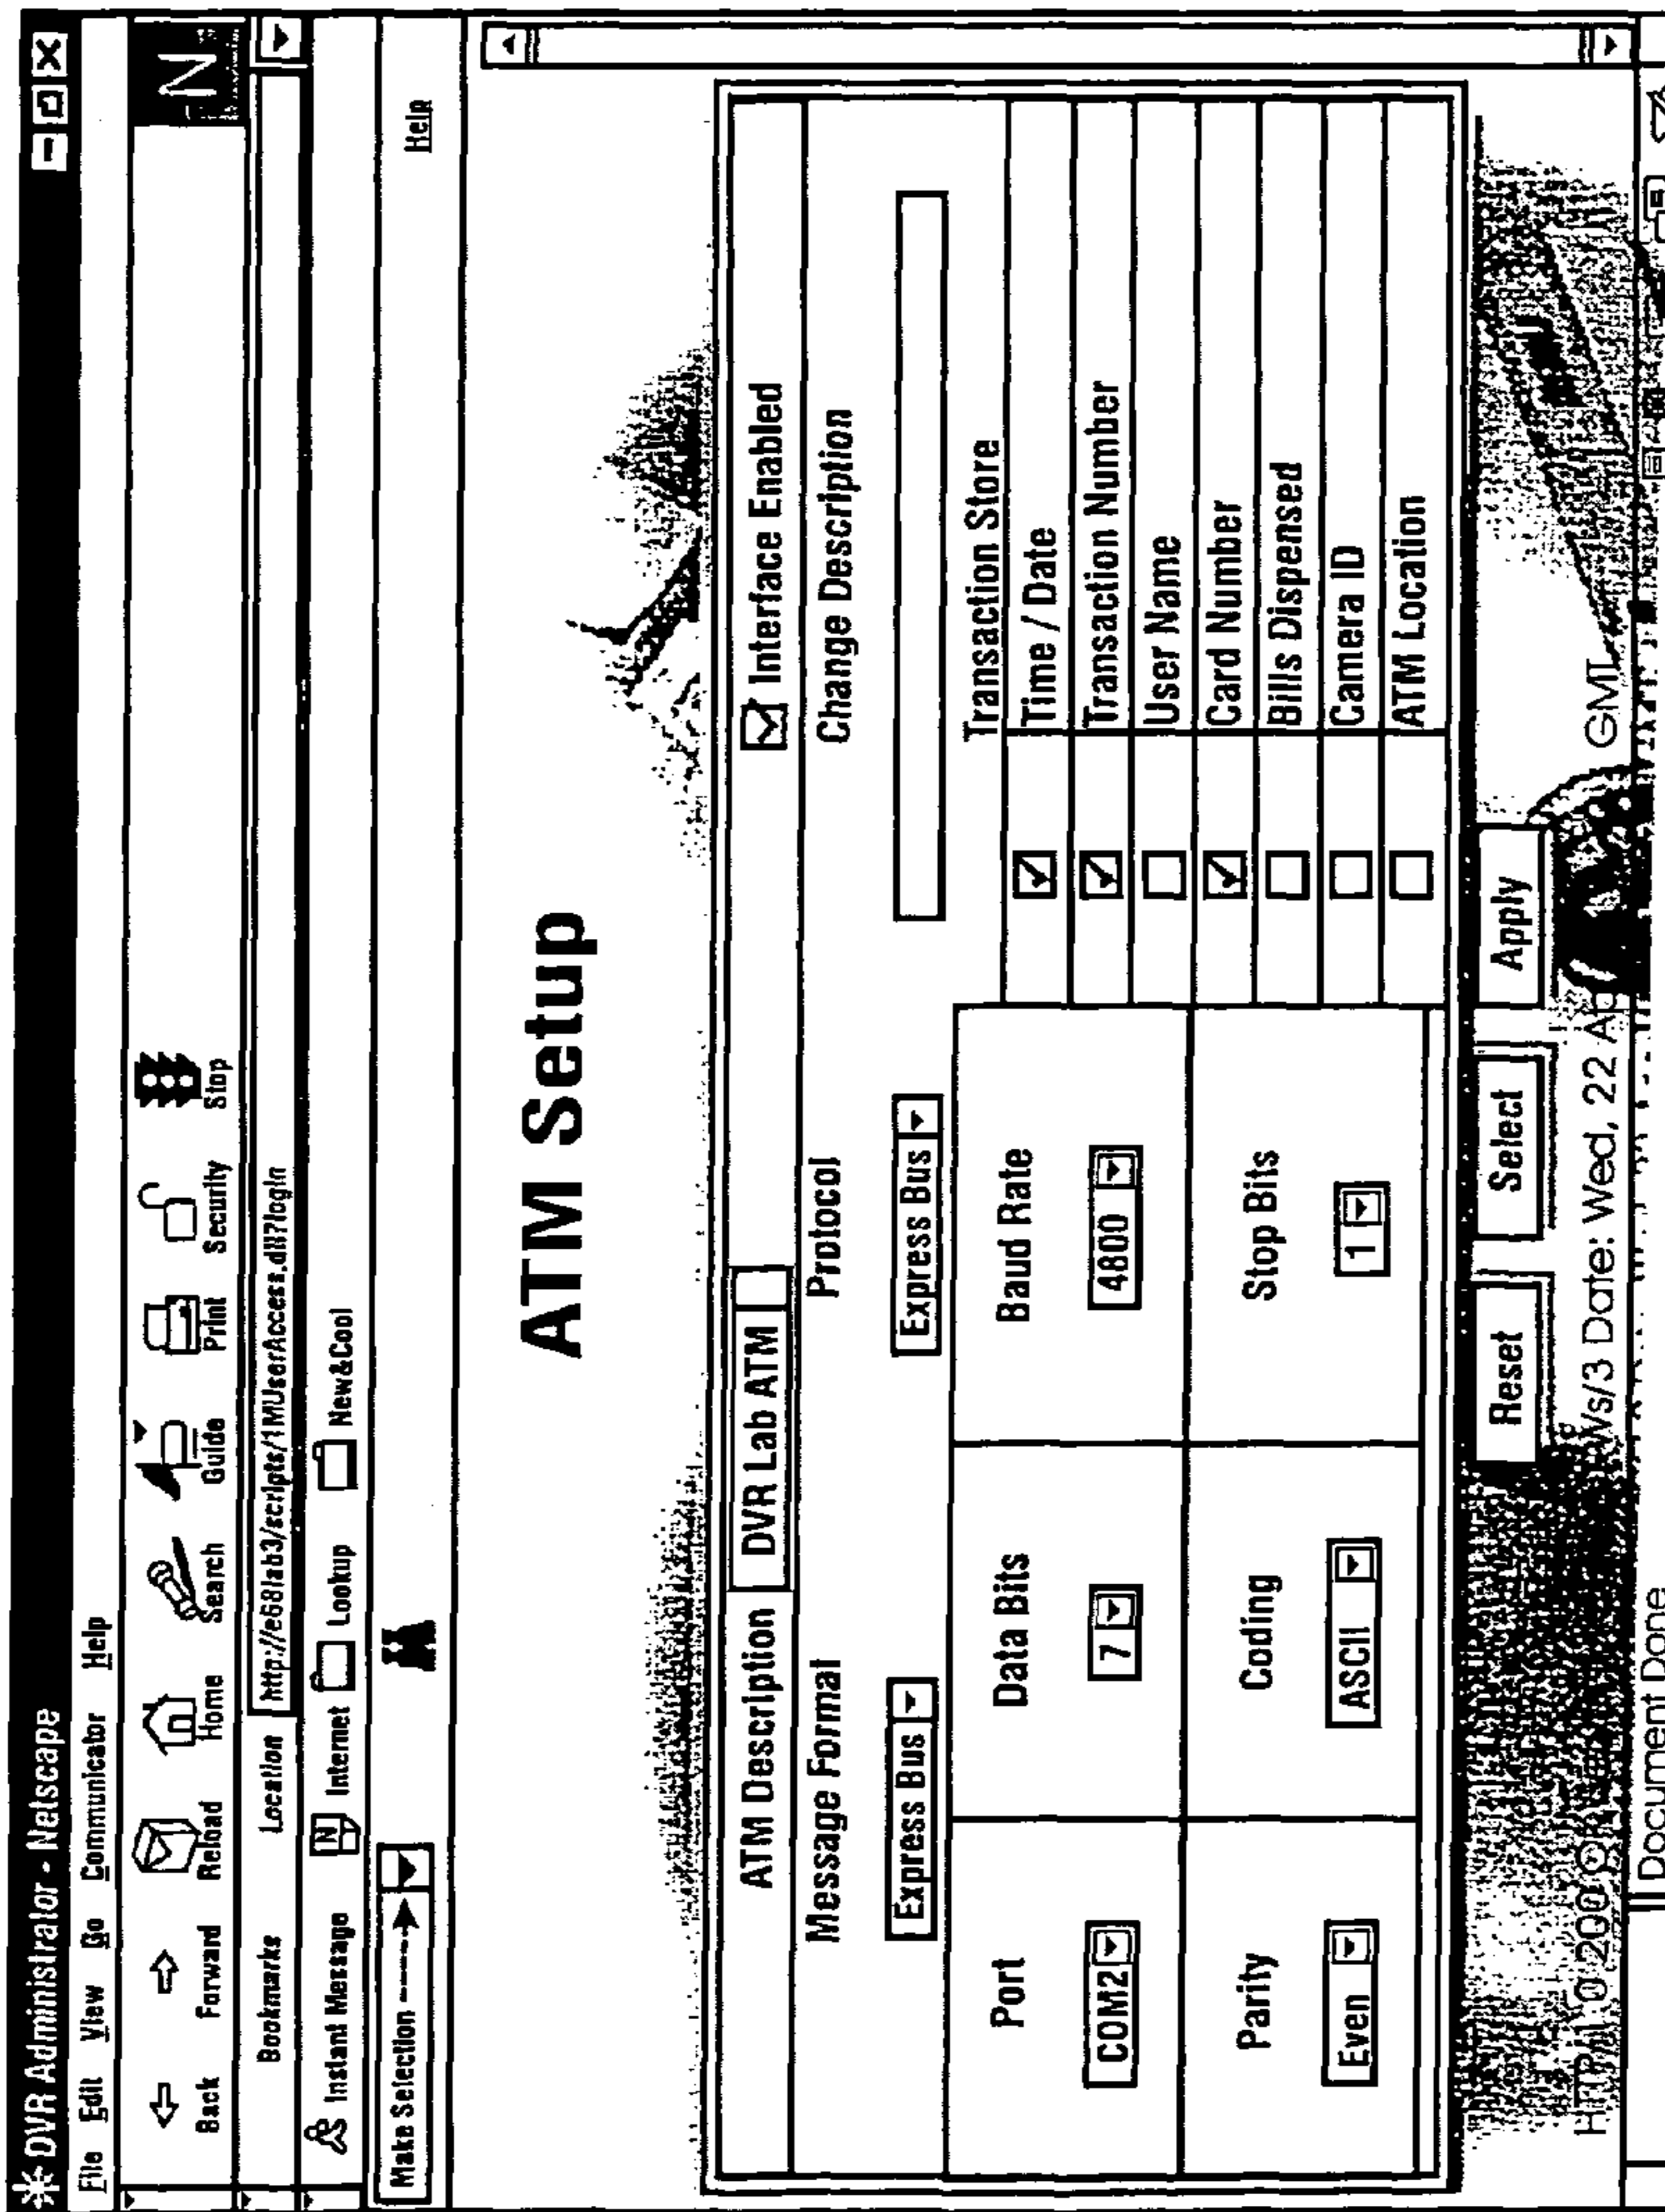 DVR Administrator - Netscape
File Edit View Go Communicator Help
Back Forward Reload Home Search Guide Print Security Stop
N
Bookmarks Location http://e68lab3/scripts/1MUserAccess.dll?login
Instant Message Internet Lookup New&Cool
Make Selection
Help
ATM Setup
ATM Description DVR Lab ATM Interface Enabled
Message Format Protocol Change Description
Express Bus Express Bus
Port Data Bits Baud Rate
COM2 7 4800
Parity Coding Stop Bits
Even ASCII 1
Transaction Store
Time / Date
Transaction Number
User Name
Card Number
Bills Dispensed
Camera ID
ATM Location
Reset Select Apply
Date: Wed, 22 GMT
Document Done